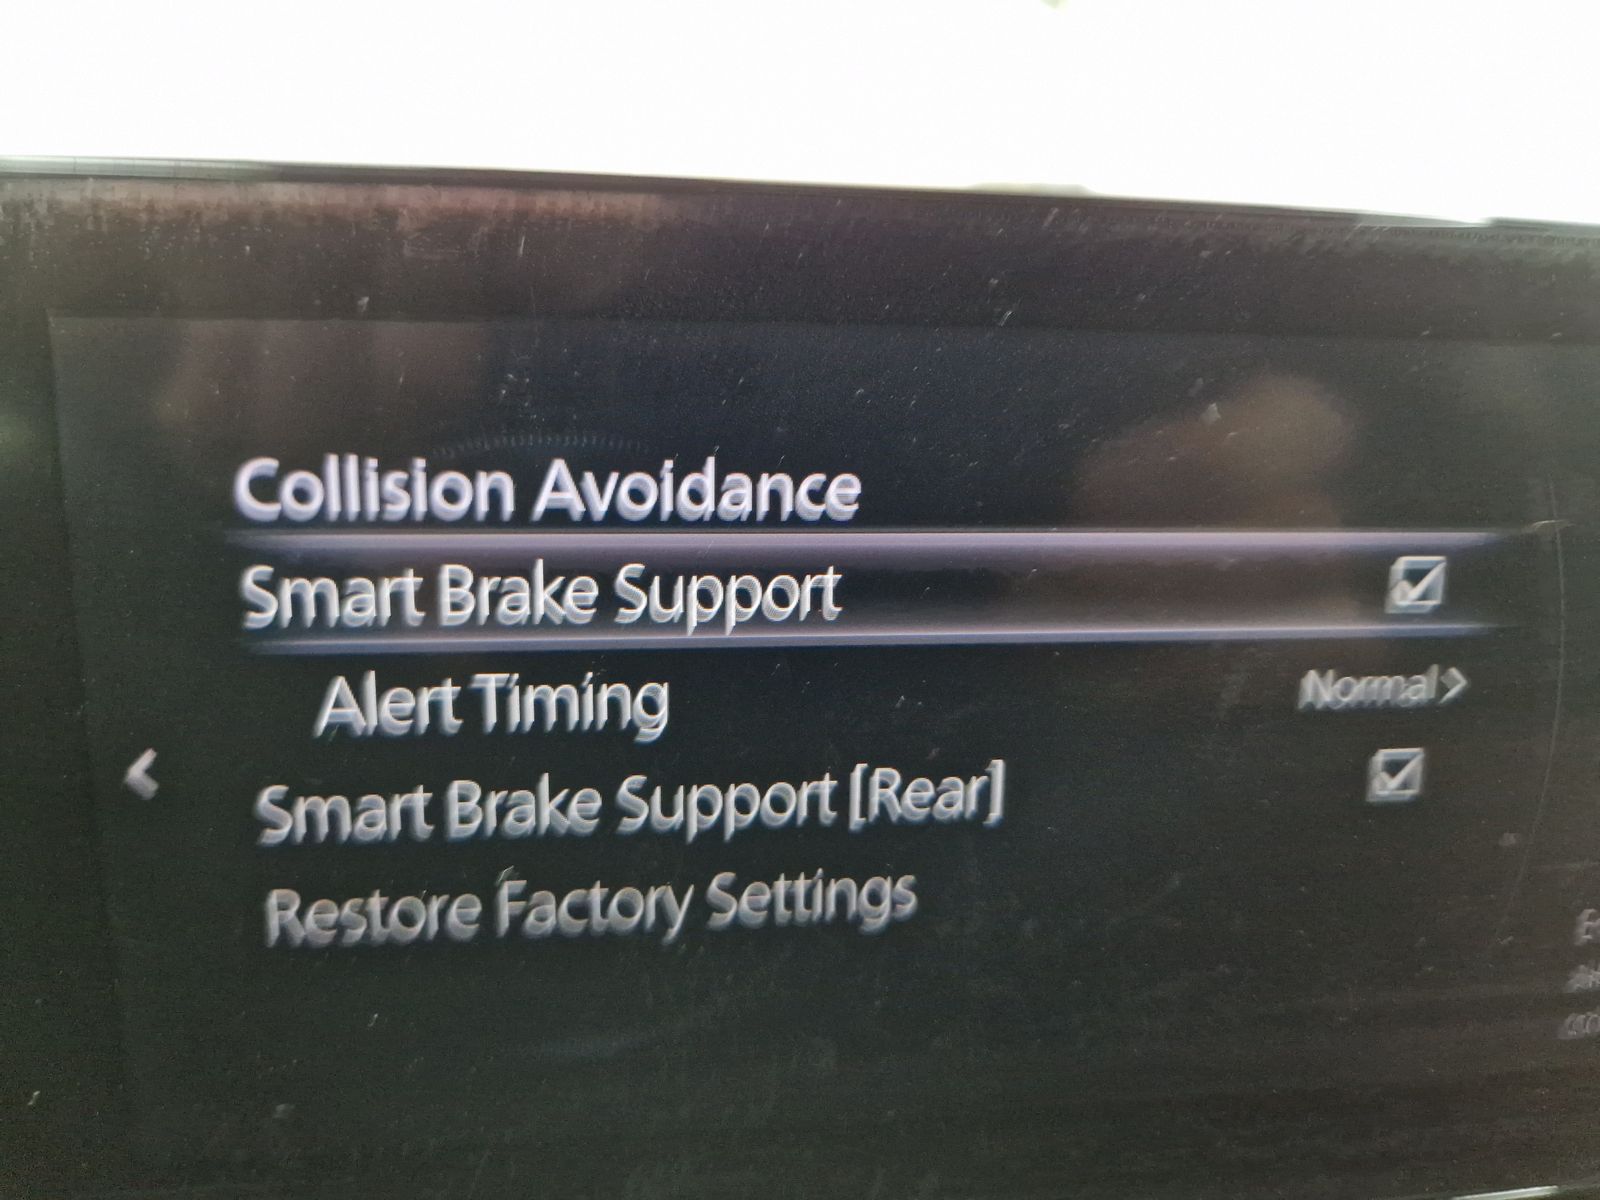 Collision Avoidance
Smart Brake Support
Alert Timing Normal
Smart Brake Support [Rear]
Restore Factory Settings